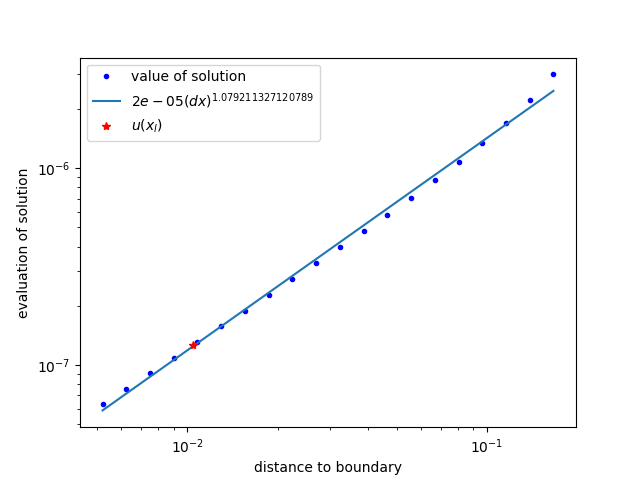 value of solution
2e − 05(dx)^1.079211327120789
u(x_l)
evaluation of solution
10^−6
10^−7
10^−2
10^−1
distance to boundary